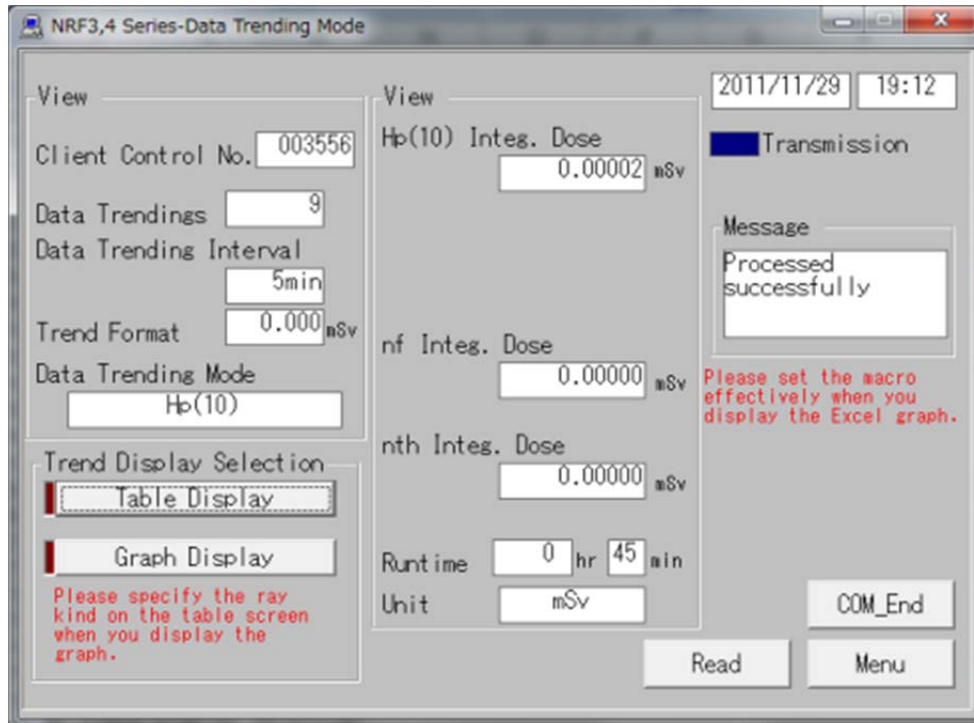 NRF3,4 Series-Data Trending Mode
View
Client Control No. 003556
Data Trendings 9
Data Trending Interval
5min
Trend Format 0.000 mSv
Data Trending Mode
Hp(10)
Trend Display Selection
Table Display
Graph Display
Please specify the ray
kind on the table screen
when you display the
graph.
View
Hp(10) Integ. Dose
0.00002 mSv
nf Integ. Dose
0.00000 mSv
nth Integ. Dose
0.00000 mSv
Runtime 0 hr 45 min
Unit mSv
2011/11/29 19:12
Transmission
Message
Processed
successfully
Please set the macro
effectively when you
display the Excel graph.
COM_End
Read Menu